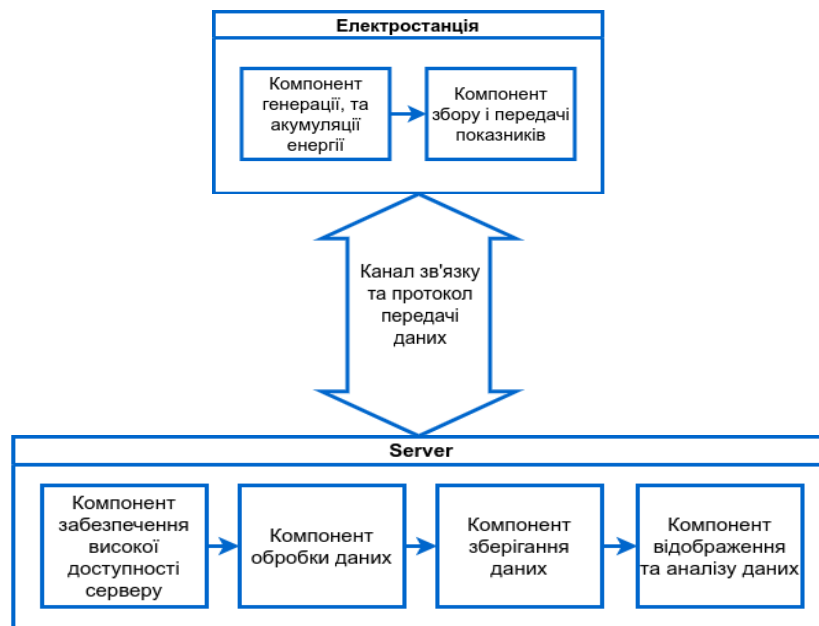 Електростанція
Компонент
генерації, та
акумуляції
енергії
Компонент
збору і передачі
показників
Канал зв'язку
та протокол
передачі
даних
Server
Компонент
забезпечення
високої
доступності
серверу
Компонент
обробки даних
Компонент
зберігання
даних
Компонент
відображення
та аналізу даних